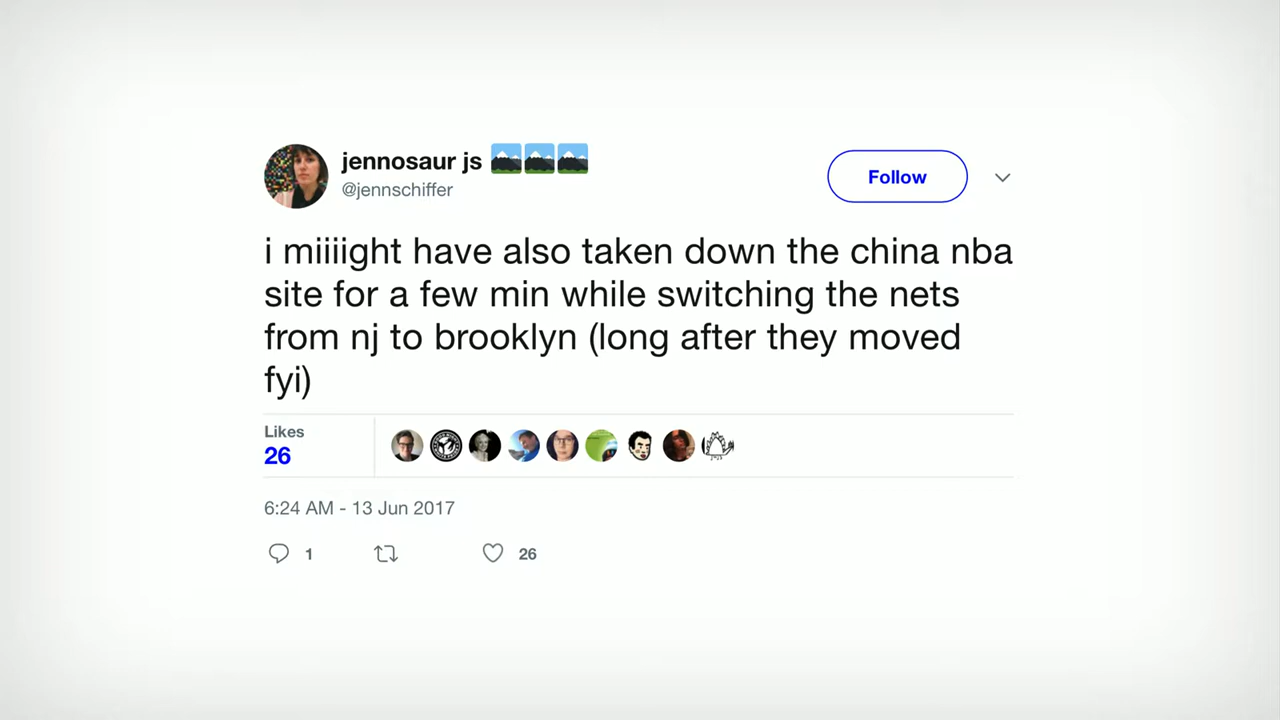 jennosaur js 🏔🏔🏔
@jennschiffer
Follow
i miiiight have also taken down the china nba
site for a few min while switching the nets
from nj to brooklyn (long after they moved
fyi)
Likes
26
6:24 AM - 13 Jun 2017
1
26